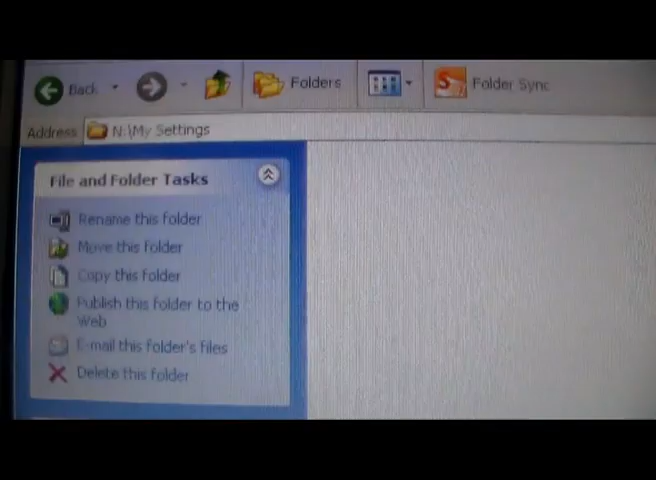 Back
Folders
Folder Sync
Address N:\My Settings
File and Folder Tasks
Rename this folder
Move this folder
Copy this folder
Publish this folder to the
Web
E-mail this folder's files
Delete this folder